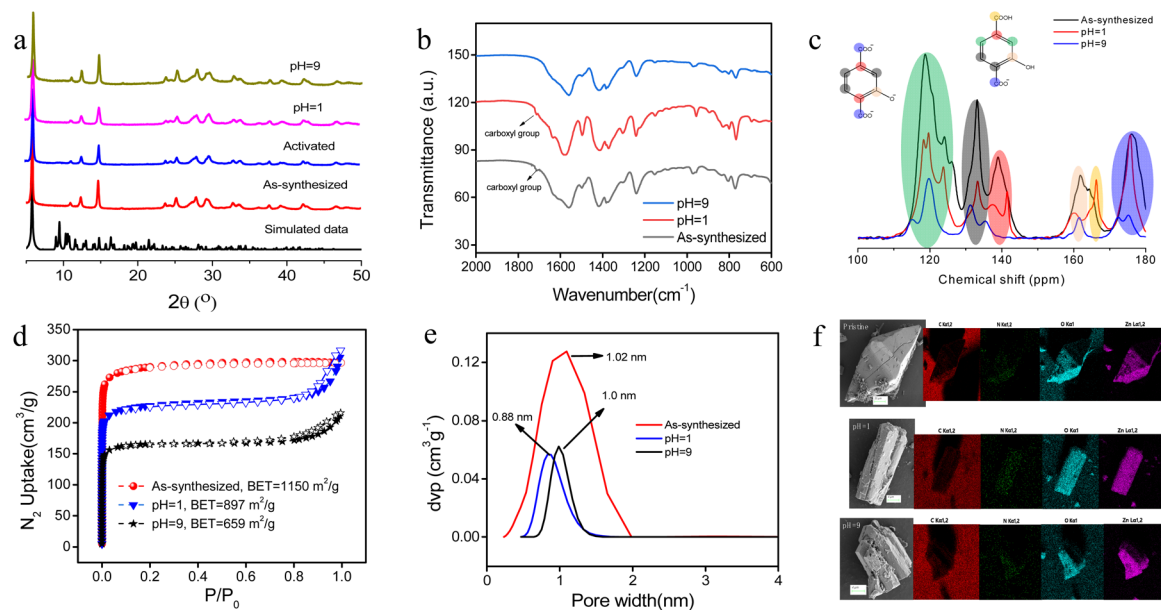 a
pH=9
pH=1
Activated
As-synthesized
Simulated data
5
10
15
20
25
30
35
40
45
50
2θ (°)
b
Transmittance (a.u.)
150
120
90
60
30
carboxyl group
carboxyl group
pH=9
pH=1
As-synthesized
2000
1800
1600
1400
1200
1000
800
600
Wavenumber(cm⁻¹)
c
COO⁻
O⁻
COO⁻
COOH
OH
COO⁻
As-synthesized
pH=1
pH=9
100
120
140
160
180
Chemical shift (ppm)
d
N₂ Uptake(cm³/g)
350
300
250
200
150
100
50
0
As-synthesized, BET=1150 m²/g
pH=1, BET=897 m²/g
pH=9, BET=659 m²/g
0.0
0.2
0.4
0.6
0.8
1.0
P/P₀
e
dvp (cm³g⁻¹)
0.12
0.08
0.04
0.00
1.02 nm
1.0 nm
0.88 nm
As-synthesized
pH=1
pH=9
0
1
2
3
4
Pore width(nm)
f
Pristine
C Kα1,2
N Kα1,2
O Kα1
Zn Lα1,2
pH=1
C Kα1,2
N Kα1,2
O Kα1
Zn Lα1,2
pH=9
C Kα1,2
N Kα1,2
O Kα1
Zn Lα1,2